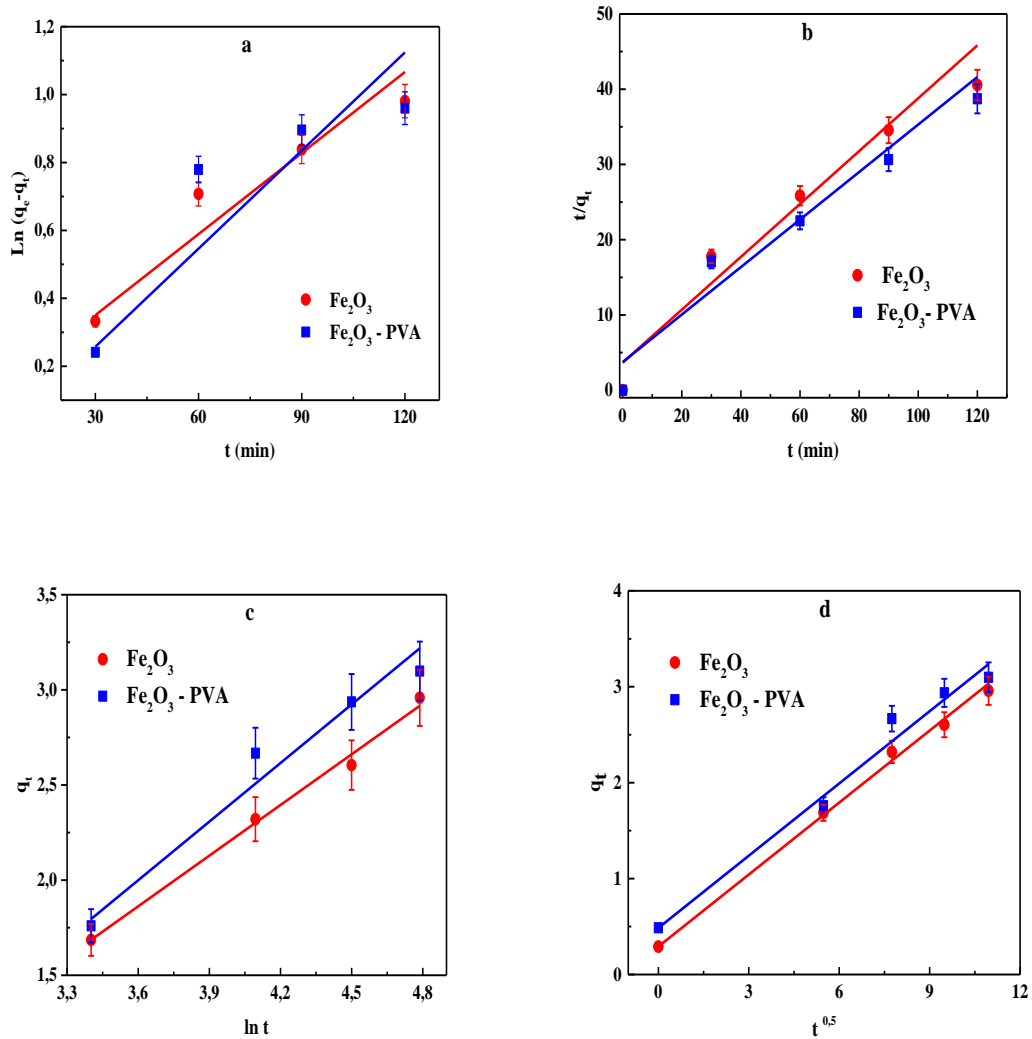 a
1,2
1,0
0,8
0,6
0,4
0,2
Ln (qe-qt)
30 60 90 120
t (min)
Fe2O3
Fe2O3 - PVA
b
50
40
30
20
10
0
t/qt
0 20 40 60 80 100 120
t (min)
Fe2O3
Fe2O3- PVA
c
3,5
3,0
2,5
2,0
1,5
qt
3,3 3,6 3,9 4,2 4,5 4,8
ln t
Fe2O3
Fe2O3 - PVA
d
4
3
2
1
0
qt
0 3 6 9 12
t 0,5
Fe2O3
Fe2O3 - PVA